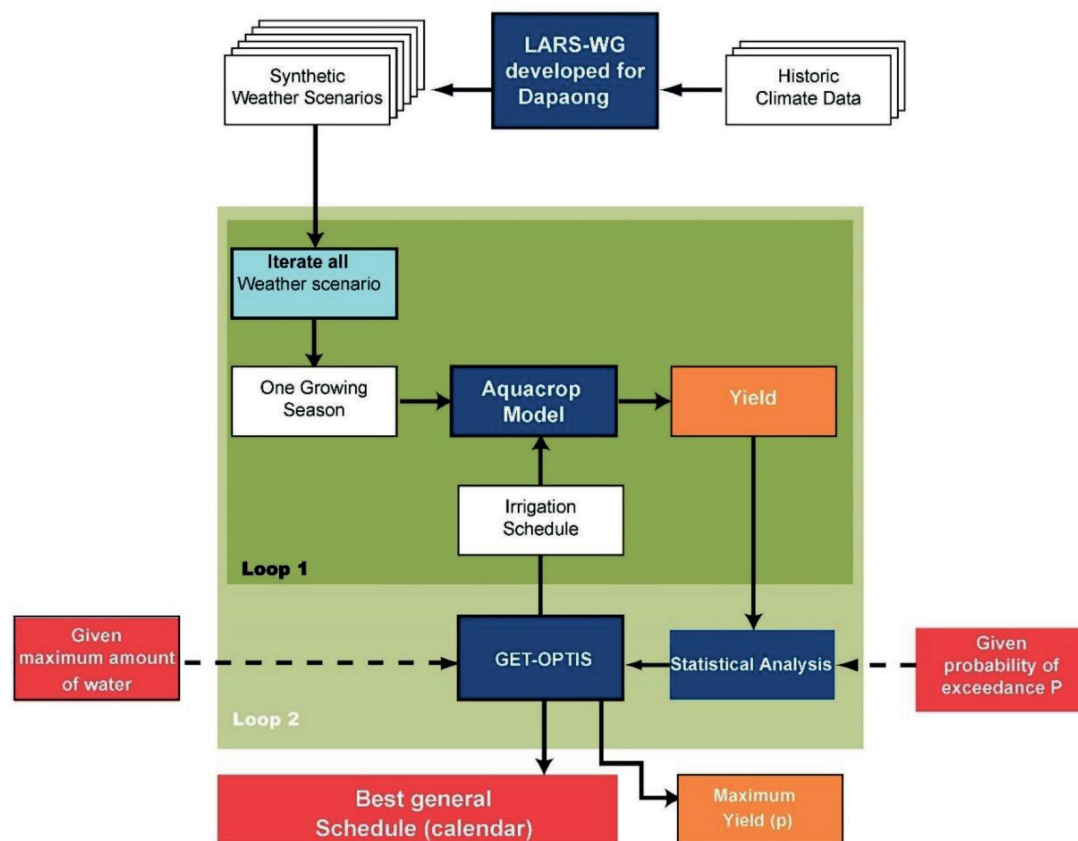 Synthetic
Weather Scenarios
LARS-WG
developed for
Dapaong
Historic
Climate Data
Iterate all
Weather scenario
One Growing
Season
Aquacrop
Model
Yield
Irrigation
Schedule
Loop 1
Given
maximum amount
of water
GET-OPTIS
Statistical Analysis
Given
probability of
exceedance P
Loop 2
Best general
Schedule (calendar)
Maximum
Yield (p)